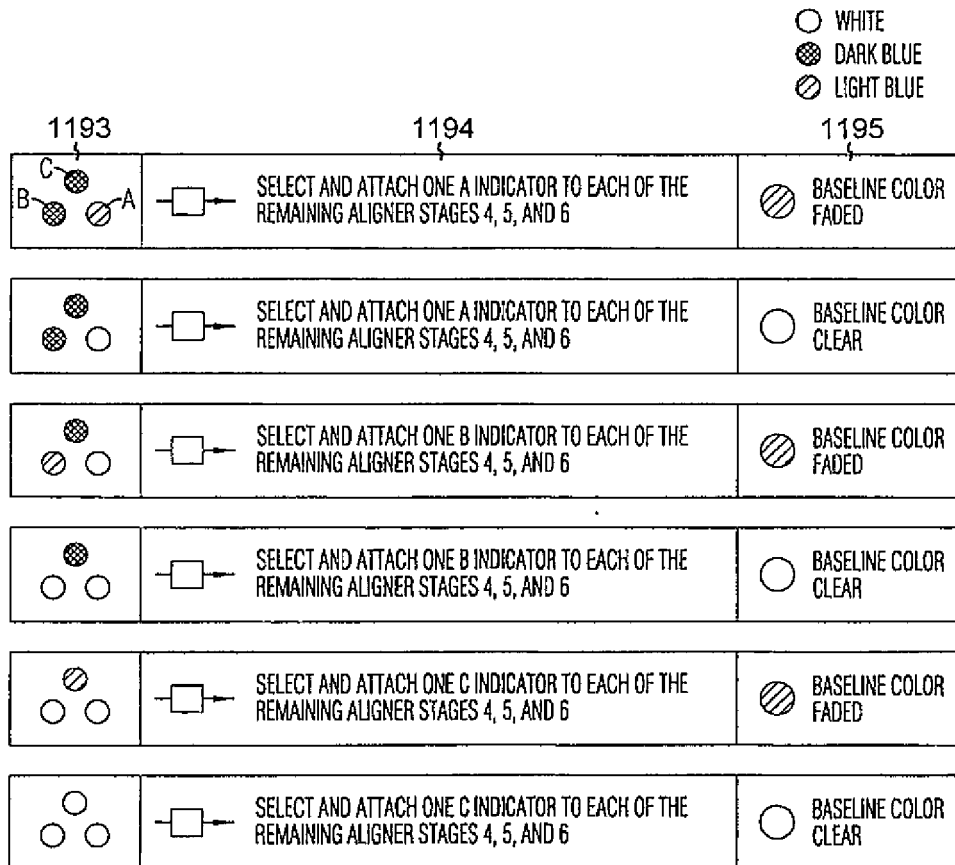 WHITE
DARK BLUE
LIGHT BLUE
1193
1194
1195
C
B
A
SELECT AND ATTACH ONE A INDICATOR TO EACH OF THE
REMAINING ALIGNER STAGES 4, 5, AND 6
BASELINE COLOR
FADED
SELECT AND ATTACH ONE A INDICATOR TO EACH OF THE
REMAINING ALIGNER STAGES 4, 5, AND 6
BASELINE COLOR
CLEAR
SELECT AND ATTACH ONE B INDICATOR TO EACH OF THE
REMAINING ALIGNER STAGES 4, 5, AND 6
BASELINE COLOR
FADED
SELECT AND ATTACH ONE B INDICATOR TO EACH OF THE
REMAINING ALIGNER STAGES 4, 5, AND 6
BASELINE COLOR
CLEAR
SELECT AND ATTACH ONE C INDICATOR TO EACH OF THE
REMAINING ALIGNER STAGES 4, 5, AND 6
BASELINE COLOR
FADED
SELECT AND ATTACH ONE C INDICATOR TO EACH OF THE
REMAINING ALIGNER STAGES 4, 5, AND 6
BASELINE COLOR
CLEAR